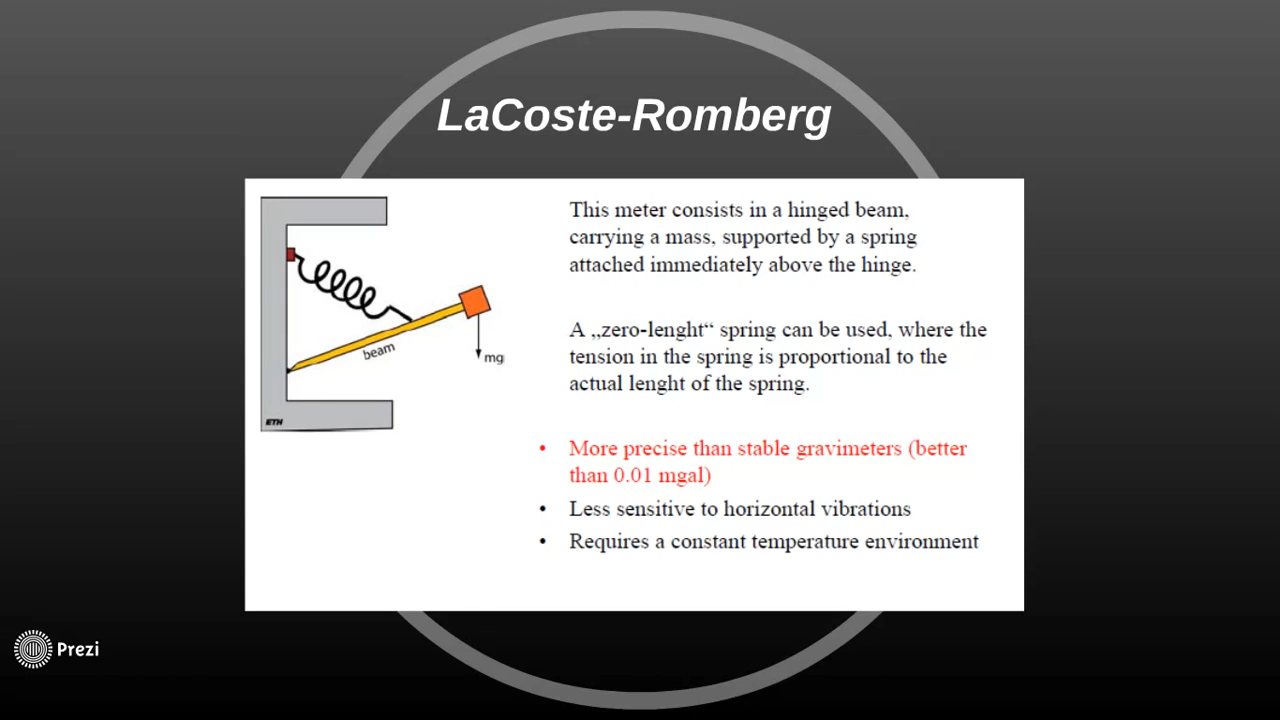 LaCoste-Romberg
This meter consists in a hinged beam,
carrying a mass, supported by a spring
attached immediately above the hinge.
A „zero-lenght“ spring can be used, where the
tension in the spring is proportional to the
actual lenght of the spring.
• More precise than stable gravimeters (better
than 0.01 mgal)
• Less sensitive to horizontal vibrations
• Requires a constant temperature environment
beam
mg
ETH
Prezi